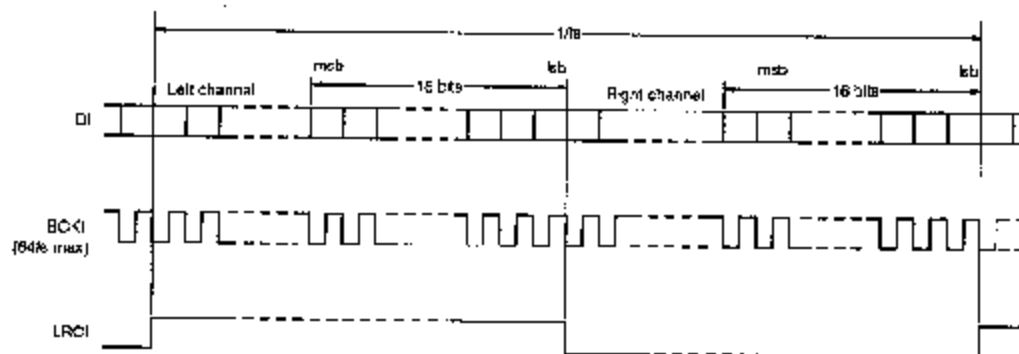 1/fs
msb lsb msb lsb
Left channel 16 bits Right channel 16 bits
DI
BCKI
(64fs max)
LRCI